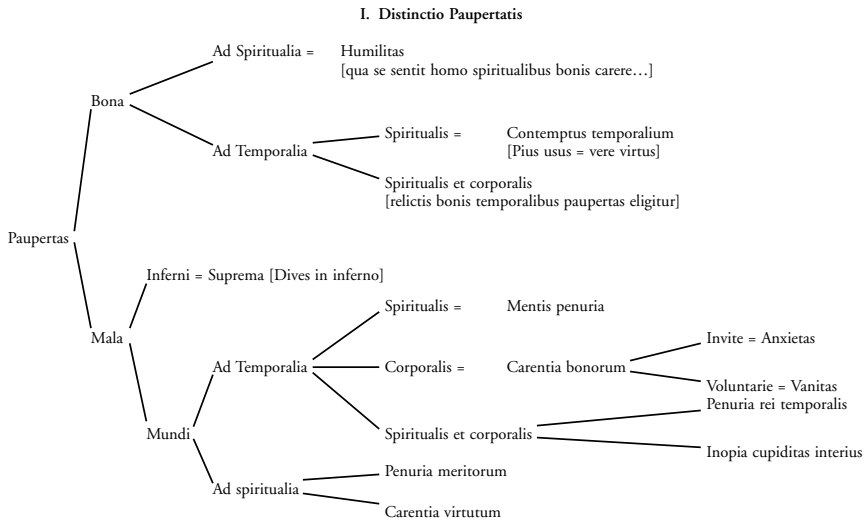 I. Distinctio Paupertatis
Ad Spiritualia = Humilitas
[qua se sentit homo spiritualibus bonis carere…]
Bona
Spiritualis = Contemptus temporalium
[Pius usus = vere virtus]
Ad Temporalia
Spiritualis et corporalis
[relictis bonis temporalibus paupertas eligitur]
Paupertas
Inferni = Suprema [Dives in inferno]
Spiritualis = Mentis penuria
Mala
Invite = Anxietas
Ad Temporalia
Corporalis = Carentia bonorum
Voluntarie = Vanitas
Penuria rei temporalis
Mundi
Spiritualis et corporalis
Inopia cupiditas interius
Penuria meritorum
Ad spiritualia
Carentia virtutum